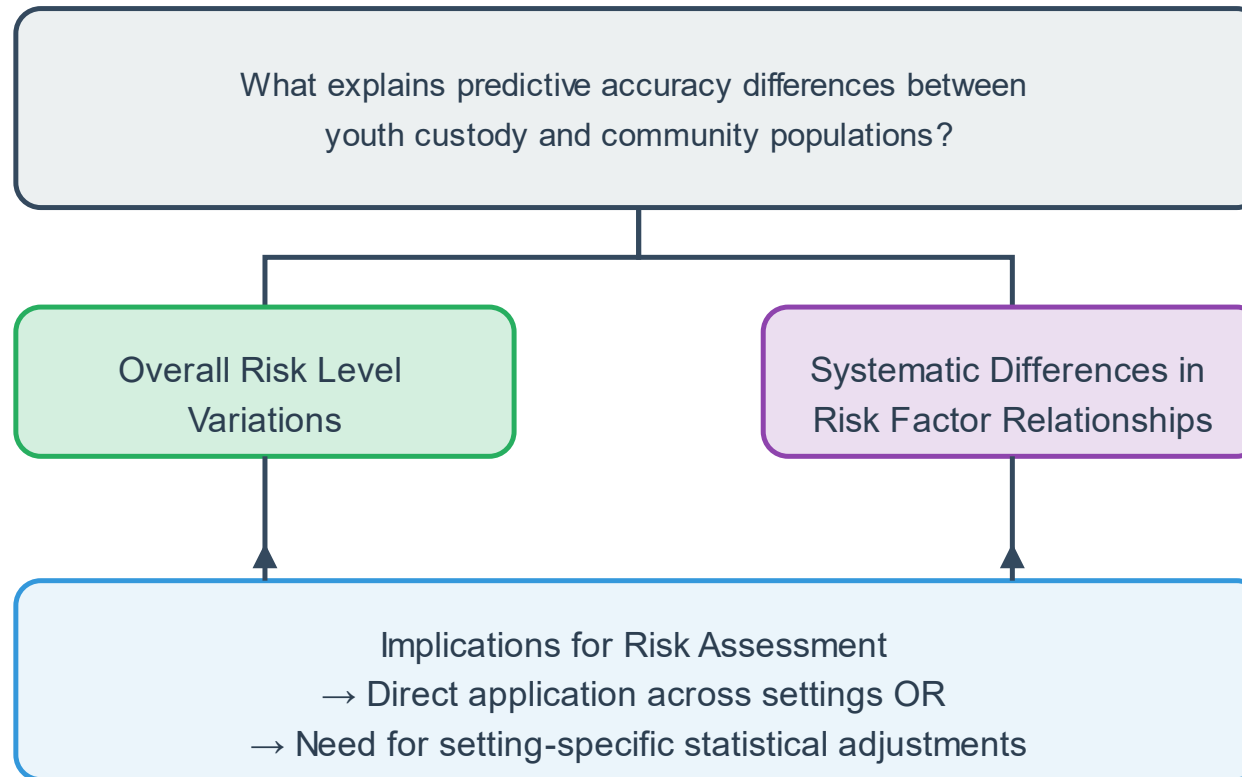 What explains predictive accuracy differences between
youth custody and community populations?
Overall Risk Level
Variations
Systematic Differences in
Risk Factor Relationships
Implications for Risk Assessment
→ Direct application across settings OR
→ Need for setting-specific statistical adjustments